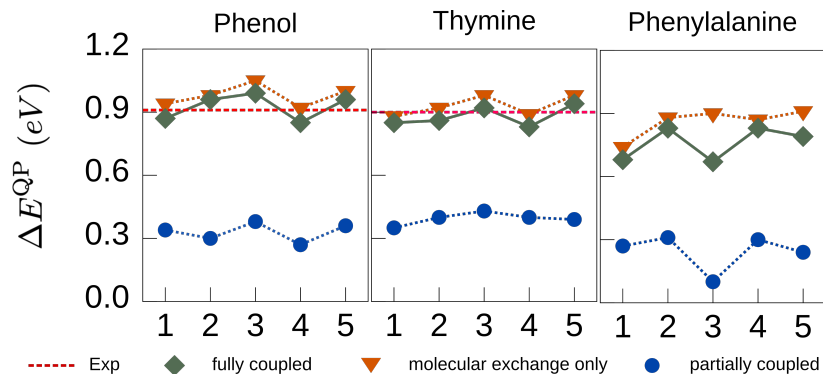 Phenol Thymine Phenylalanine
1.2
0.9
0.6
0.3
0.0
ΔE^QP (eV)
1 2 3 4 5 1 2 3 4 5 1 2 3 4 5
Exp fully coupled molecular exchange only partially coupled